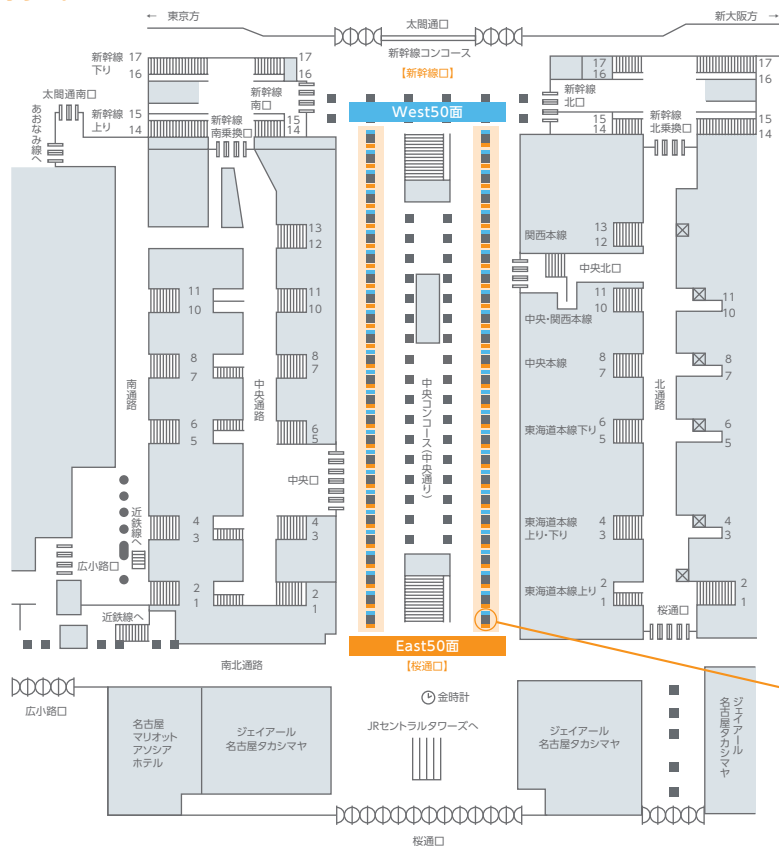 ← 東京方
太閤通口
新大阪方 →
新幹線コンコース
【新幹線口】
新幹線
下り
17
16
17
16
太閤通南口
あおなみ線へ
新幹線
上り
15
14
新幹線
南口
15
14
新幹線
南乗換口
West50面
新幹線
北口
17
16
17
16
15
14
15
14
新幹線
北乗換口
13
12
関西本線
13
12
中央北口
11
10
11
10
11
10
中央・関西本線
11
10
8
7
8
7
中央本線
8
7
8
7
南通路
中央通路
中央コンコース(中央通り)
北通路
6
5
6
5
東海道本線下り
6
5
6
5
中央口
近鉄線へ
4
3
4
3
東海道本線
上り・下り
4
3
4
3
広小路口
2
1
2
1
東海道本線上り
2
1
2
1
近鉄線へ
桜通口
East50面
【桜通口】
南北通路
広小路口
金時計
名古屋
マリオット
アソシア
ホテル
ジェイアール
名古屋タカシマヤ
JRセントラルタワーズへ
ジェイアール
名古屋タカシマヤ
ジェイアール
名古屋タカシマヤ
桜通口